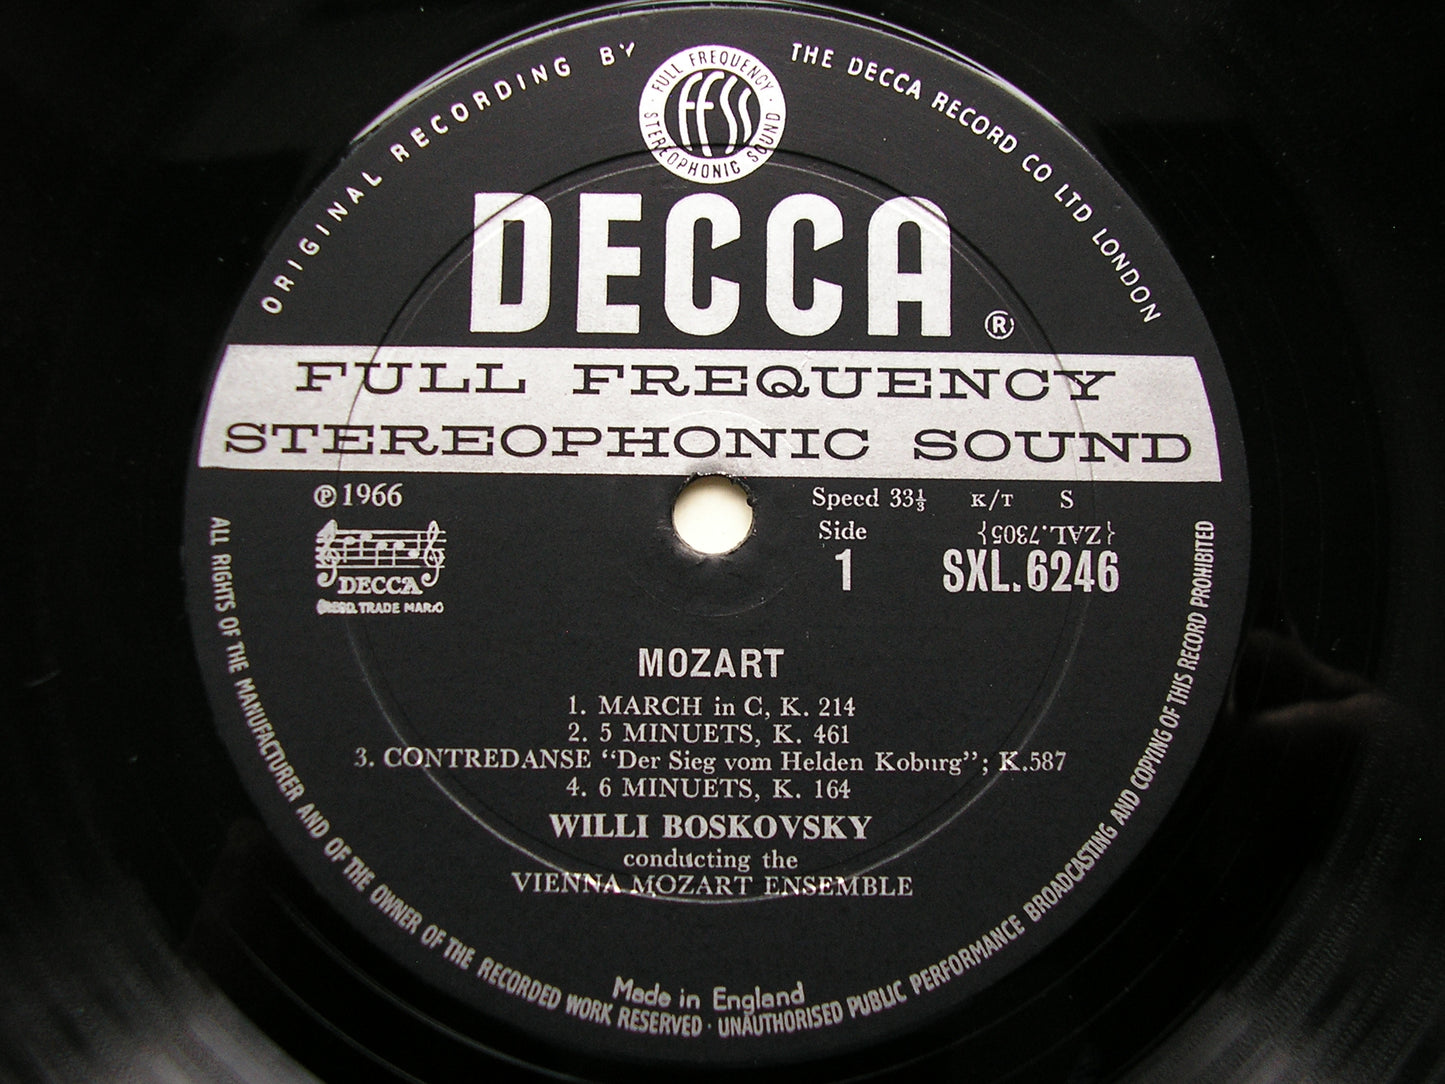 ORIGINAL RECORDING BY THE DECCA RECORD CO LTD LONDON
FULL FREQUENCY STEREOPHONIC SOUND
FFSS
DECCA ®
FULL FREQUENCY
STEREOPHONIC SOUND
℗ 1966
DECCA
REGD. TRADE MARK
Speed 33⅓ K/T S
Side
1
{ZAL.7305}
SXL.6246
MOZART
1. MARCH in C, K. 214
2. 5 MINUETS, K. 461
3. CONTREDANSE “Der Sieg vom Helden Koburg”; K.587
4. 6 MINUETS, K. 164
WILLI BOSKOVSKY
conducting the
VIENNA MOZART ENSEMBLE
Made in England
ALL RIGHTS OF THE MANUFACTURER AND OF THE OWNER OF THE RECORDED WORK RESERVED · UNAUTHORISED PUBLIC PERFORMANCE BROADCASTING AND COPYING OF THIS RECORD PROHIBITED